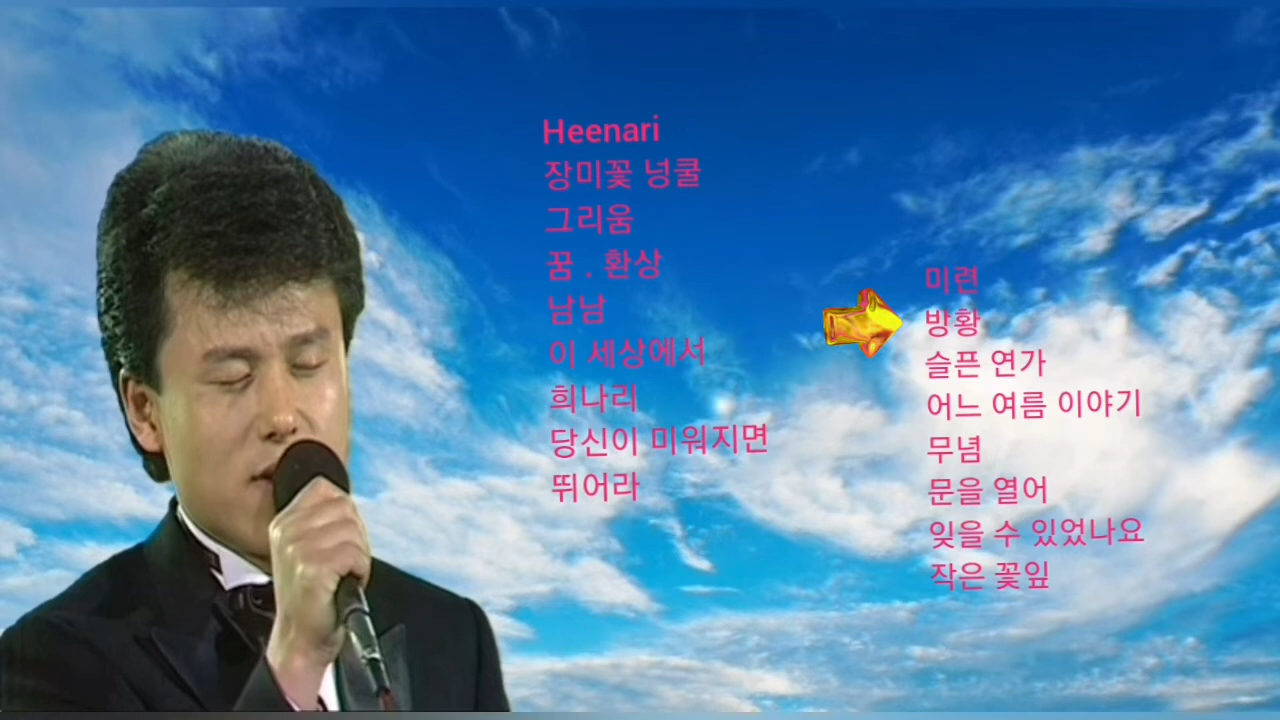 Heenari
장미꽃 넝쿨
그리움
꿈 . 환상
남남
이 세상에서
희나리
당신이 미워지면
뛰어라
미련
방황
슬픈 연가
어느 여름 이야기
무념
문을 열어
잊을 수 있었나요
작은 꽃잎